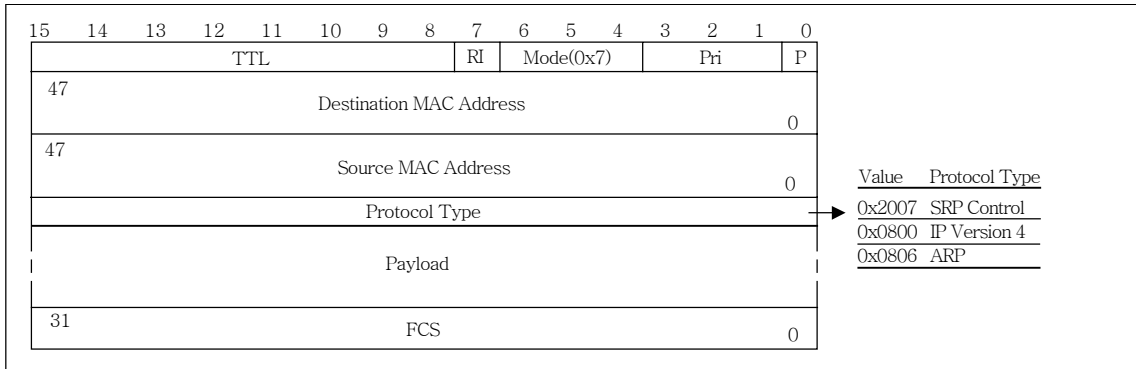 15 14 13 12 11 10 9 8 7 6 5 4 3 2 1 0
TTL RI Mode(0x7) Pri P
47
Destination MAC Address
0
47
Source MAC Address
0
Protocol Type
Payload
31
FCS
0
Value Protocol Type
0x2007 SRP Control
0x0800 IP Version 4
0x0806 ARP